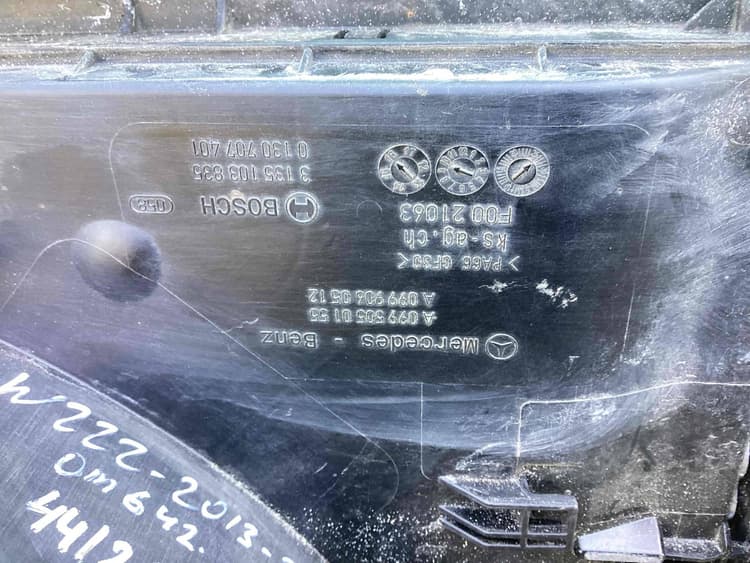 Mercedes - Benz
A 099 505 01 55
A 099 906 05 12
>PA66 GF30<
ks-ag.ch
F00 21063
BOSCH
058
3 135 103 835
0 130 707 401
W222-2013-
OM642.
4412